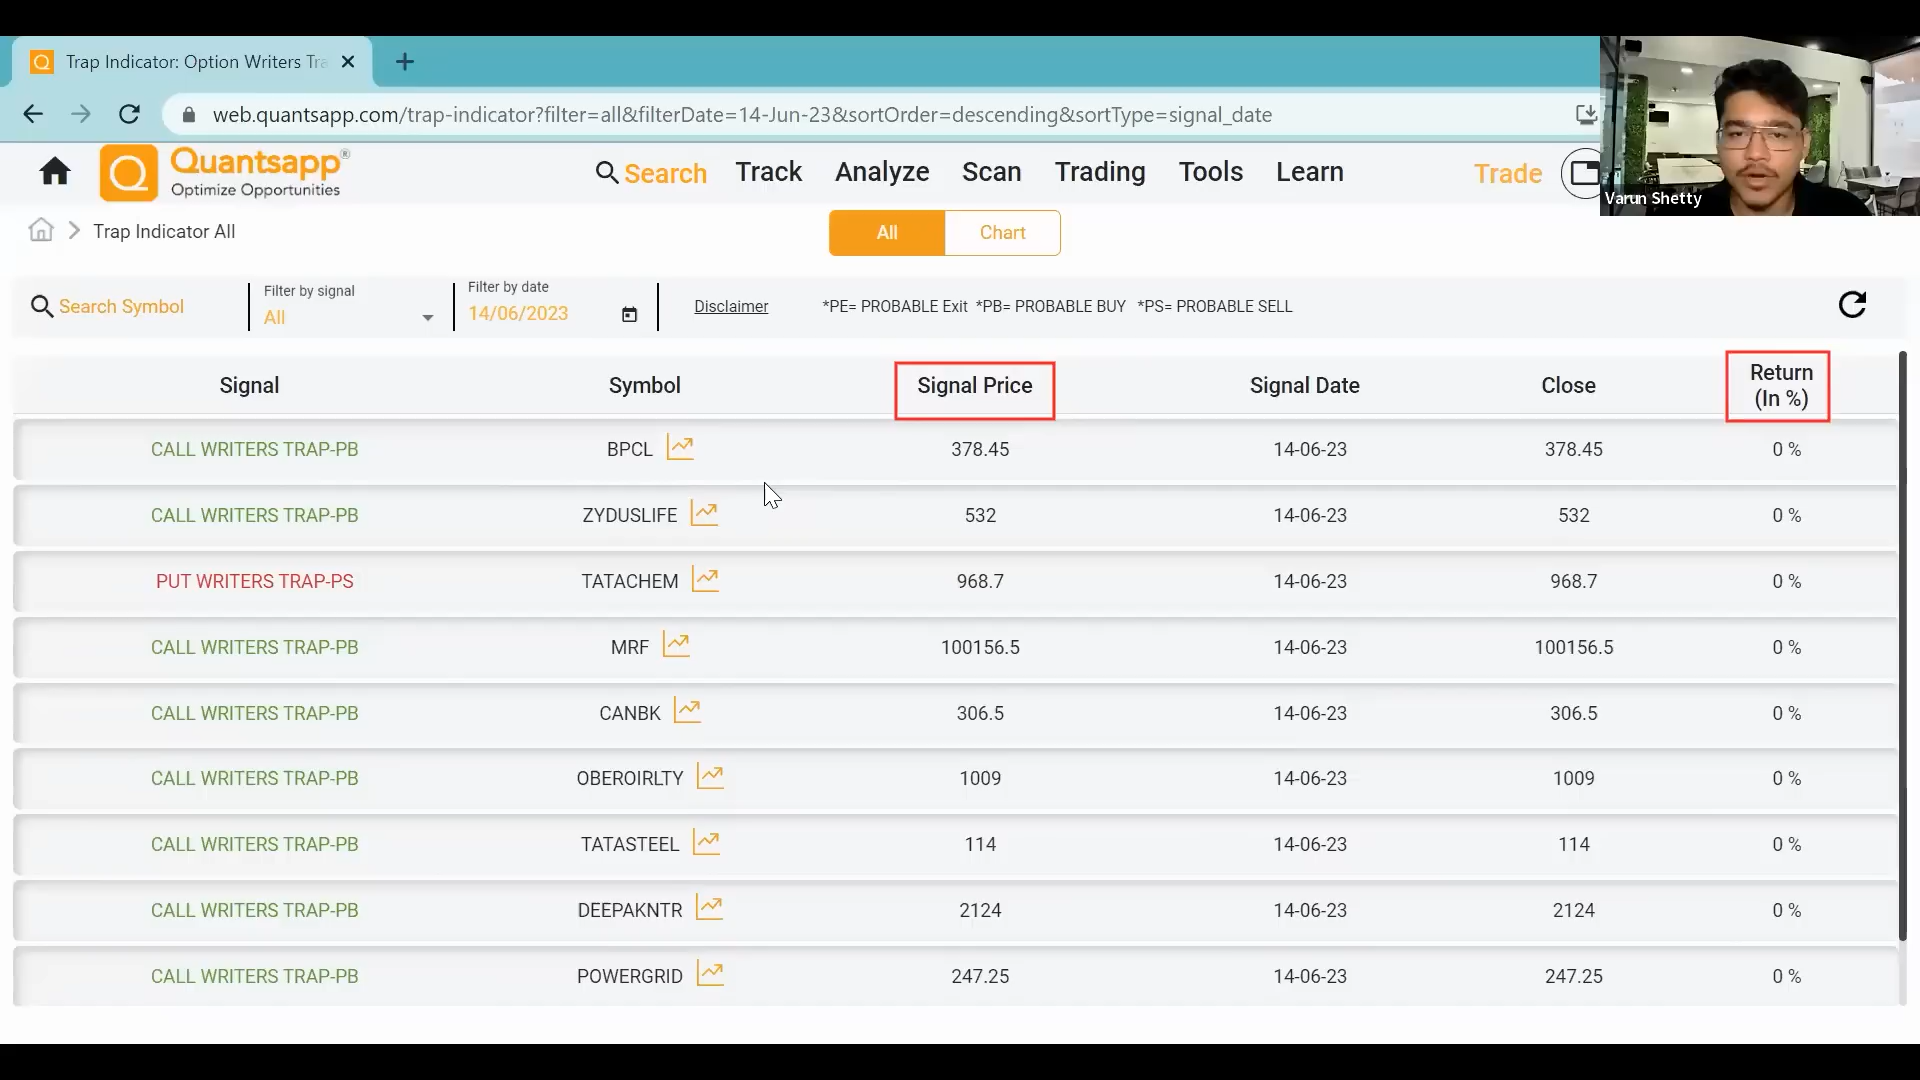 Trap Indicator: Option Writers Tra
web.quantsapp.com/trap-indicator?filter=all&filterDate=14-Jun-23&sortOrder=descending&sortType=signal_date
Quantsapp®
Optimize Opportunities
Search Track Analyze Scan Trading Tools Learn Trade
Varun Shetty
Trap Indicator All
All Chart
Search Symbol
Filter by signal
All
Filter by date
14/06/2023
Disclaimer
*PE= PROBABLE Exit *PB= PROBABLE BUY *PS= PROBABLE SELL
Signal Symbol Signal Price Signal Date Close Return
(In %)
CALL WRITERS TRAP-PB BPCL 378.45 14-06-23 378.45 0 %
CALL WRITERS TRAP-PB ZYDUSLIFE 532 14-06-23 532 0 %
PUT WRITERS TRAP-PS TATACHEM 968.7 14-06-23 968.7 0 %
CALL WRITERS TRAP-PB MRF 100156.5 14-06-23 100156.5 0 %
CALL WRITERS TRAP-PB CANBK 306.5 14-06-23 306.5 0 %
CALL WRITERS TRAP-PB OBEROIRLTY 1009 14-06-23 1009 0 %
CALL WRITERS TRAP-PB TATASTEEL 114 14-06-23 114 0 %
CALL WRITERS TRAP-PB DEEPAKNTR 2124 14-06-23 2124 0 %
CALL WRITERS TRAP-PB POWERGRID 247.25 14-06-23 247.25 0 %